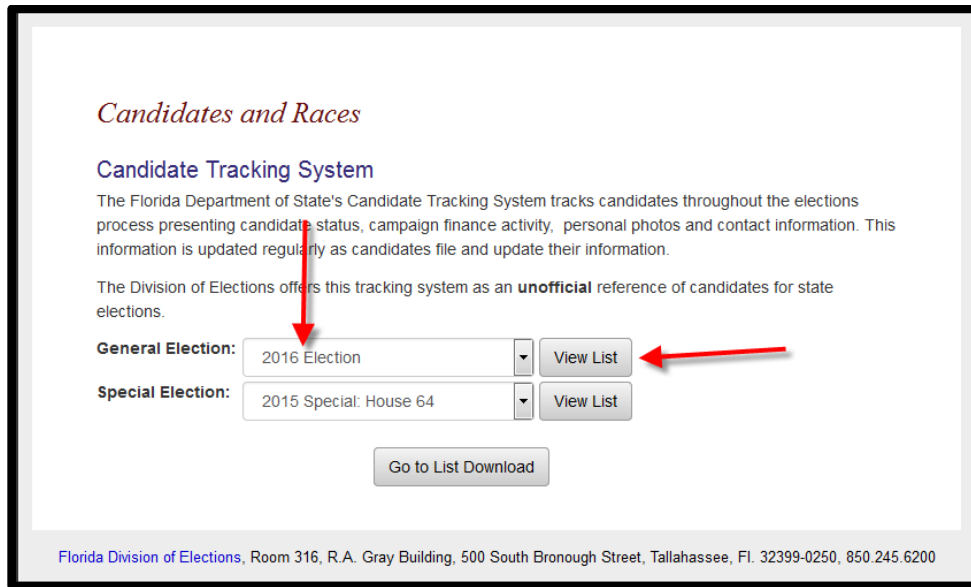 Candidates and Races
Candidate Tracking System
The Florida Department of State's Candidate Tracking System tracks candidates throughout the elections
process presenting candidate status, campaign finance activity,  personal photos and contact information. This
information is updated regularly as candidates file and update their information.
The Division of Elections offers this tracking system as an unofficial reference of candidates for state
elections.
General Election: 2016 Election View List
Special Election: 2015 Special: House 64 View List
Go to List Download
Florida Division of Elections, Room 316, R.A. Gray Building, 500 South Bronough Street, Tallahassee, Fl. 32399-0250, 850.245.6200